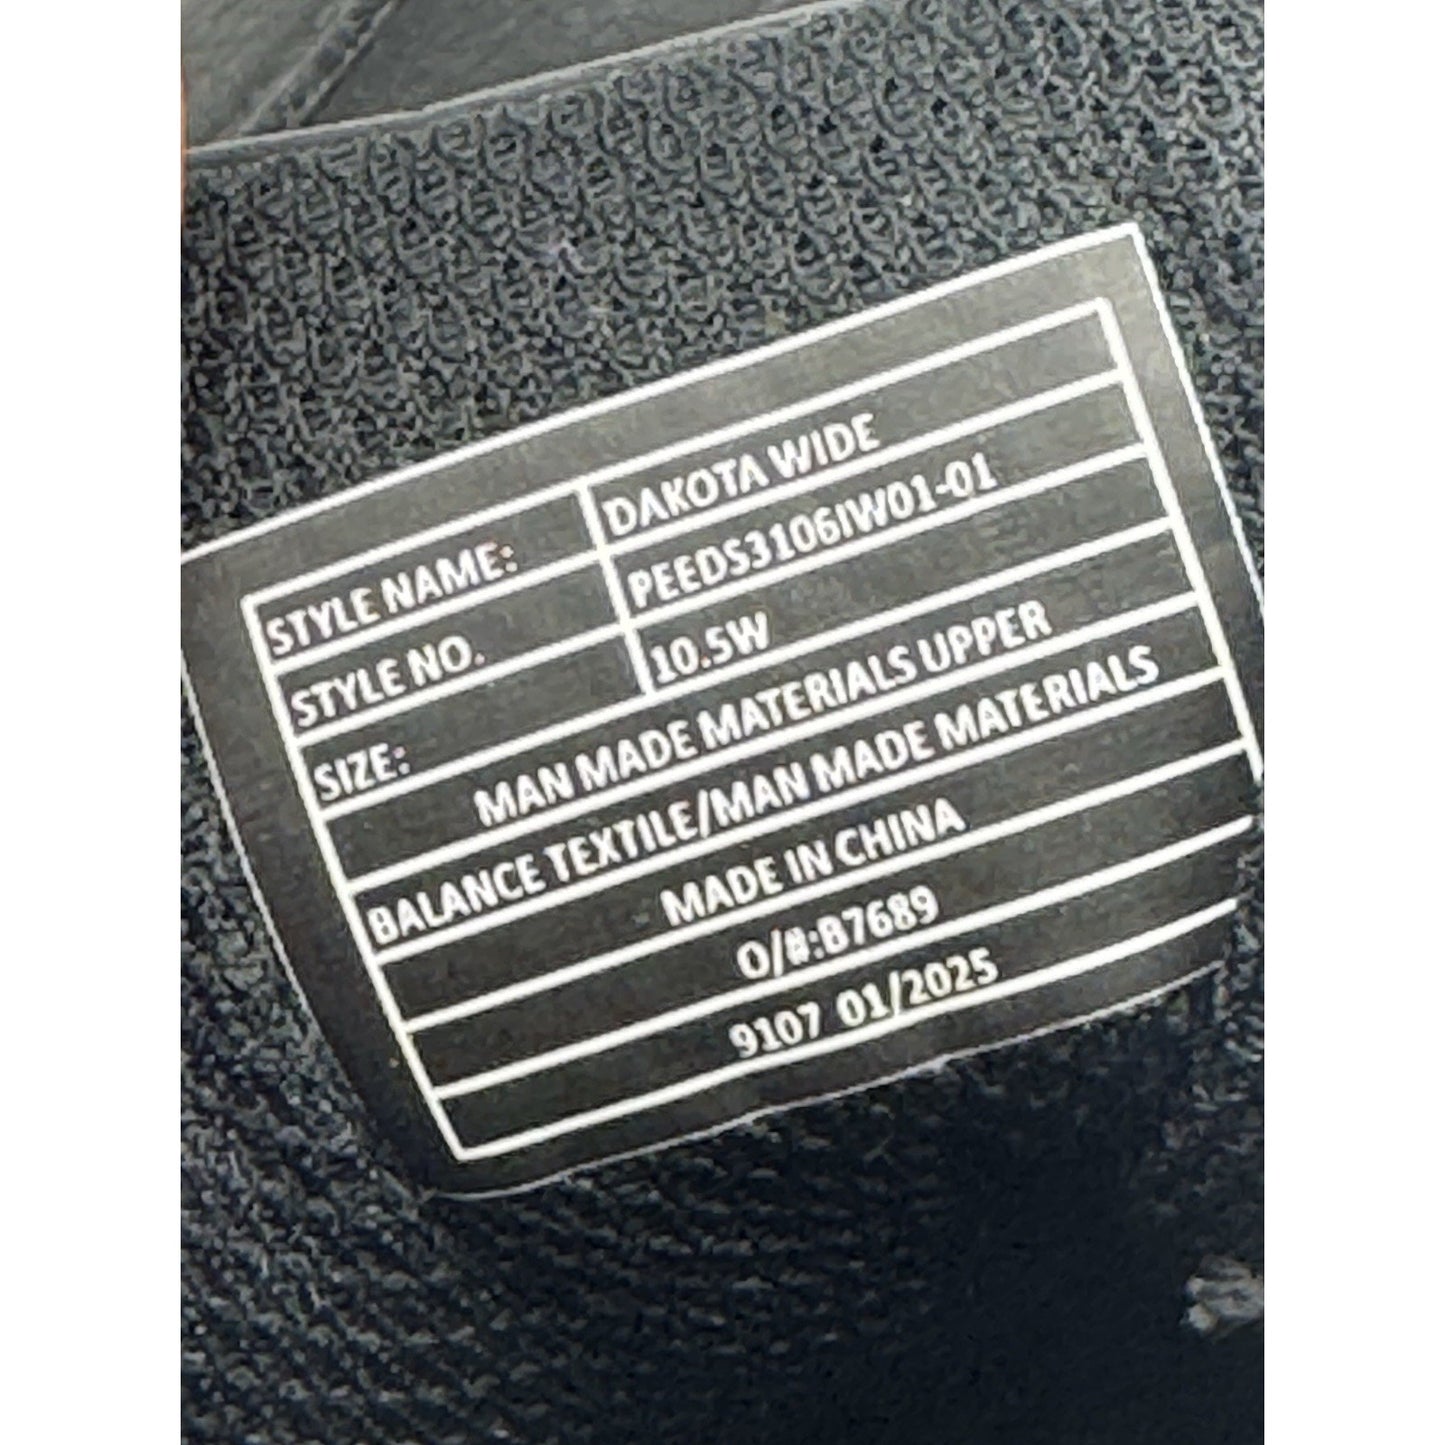 STYLE NAME: DAKOTA WIDE
STYLE NO. PEEDS3106IW01-01
SIZE: 10.5W
MAN MADE MATERIALS UPPER
BALANCE TEXTILE/MAN MADE MATERIALS
MADE IN CHINA
O/#:B7689
9107 01/2025